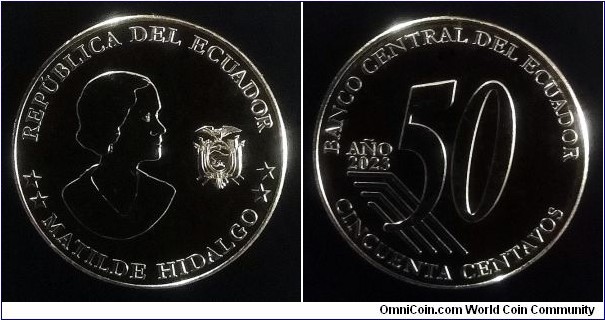 REPÚBLICA DEL ECUADOR
MATILDE HIDALGO
BANCO CENTRAL DEL ECUADOR
50
AÑO
2023
CINCUENTA CENTAVOS
OmniCoin.com World Coin Community